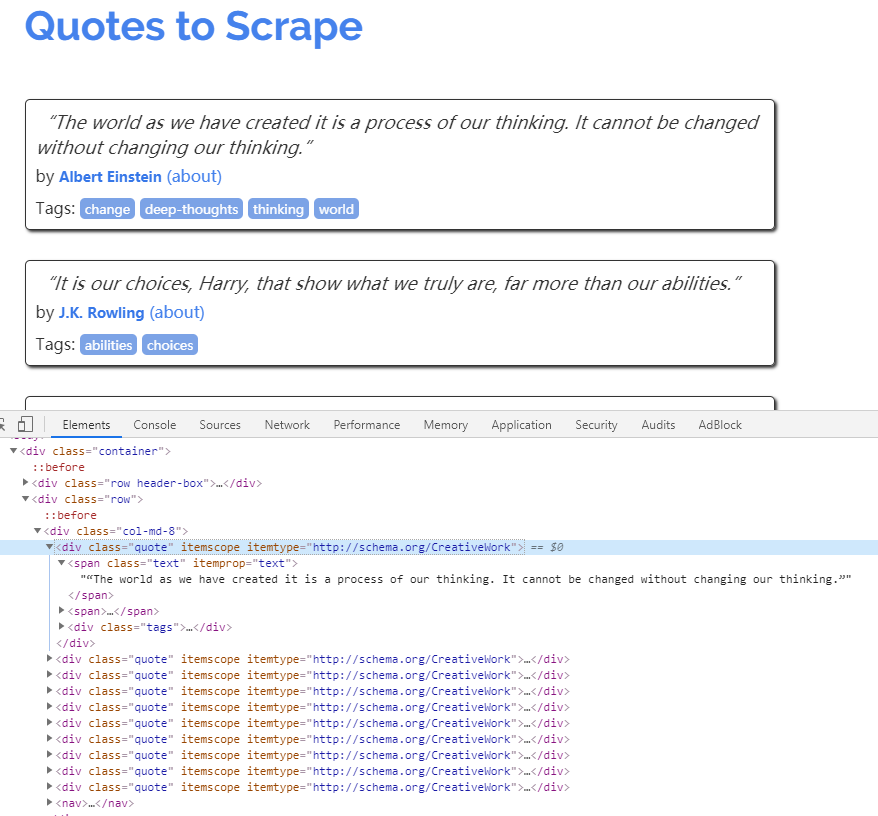 Quotes to Scrape
“The world as we have created it is a process of our thinking. It cannot be changed
without changing our thinking.”
by Albert Einstein (about)
Tags: change deep-thoughts thinking world
“It is our choices, Harry, that show what we truly are, far more than our abilities.”
by J.K. Rowling (about)
Tags: abilities choices
Elements Console Sources Network Performance Memory Application Security Audits AdBlock
<div class="container">
::before
<div class="row header-box">…</div>
<div class="row">
::before
<div class="col-md-8">
<div class="quote" itemscope itemtype="http://schema.org/CreativeWork"> == $0
<span class="text" itemprop="text">
"“The world as we have created it is a process of our thinking. It cannot be changed without changing our thinking.”"
</span>
<span>…</span>
<div class="tags">…</div>
</div>
<div class="quote" itemscope itemtype="http://schema.org/CreativeWork">…</div>
<div class="quote" itemscope itemtype="http://schema.org/CreativeWork">…</div>
<div class="quote" itemscope itemtype="http://schema.org/CreativeWork">…</div>
<div class="quote" itemscope itemtype="http://schema.org/CreativeWork">…</div>
<div class="quote" itemscope itemtype="http://schema.org/CreativeWork">…</div>
<div class="quote" itemscope itemtype="http://schema.org/CreativeWork">…</div>
<div class="quote" itemscope itemtype="http://schema.org/CreativeWork">…</div>
<div class="quote" itemscope itemtype="http://schema.org/CreativeWork">…</div>
<div class="quote" itemscope itemtype="http://schema.org/CreativeWork">…</div>
<nav>…</nav>